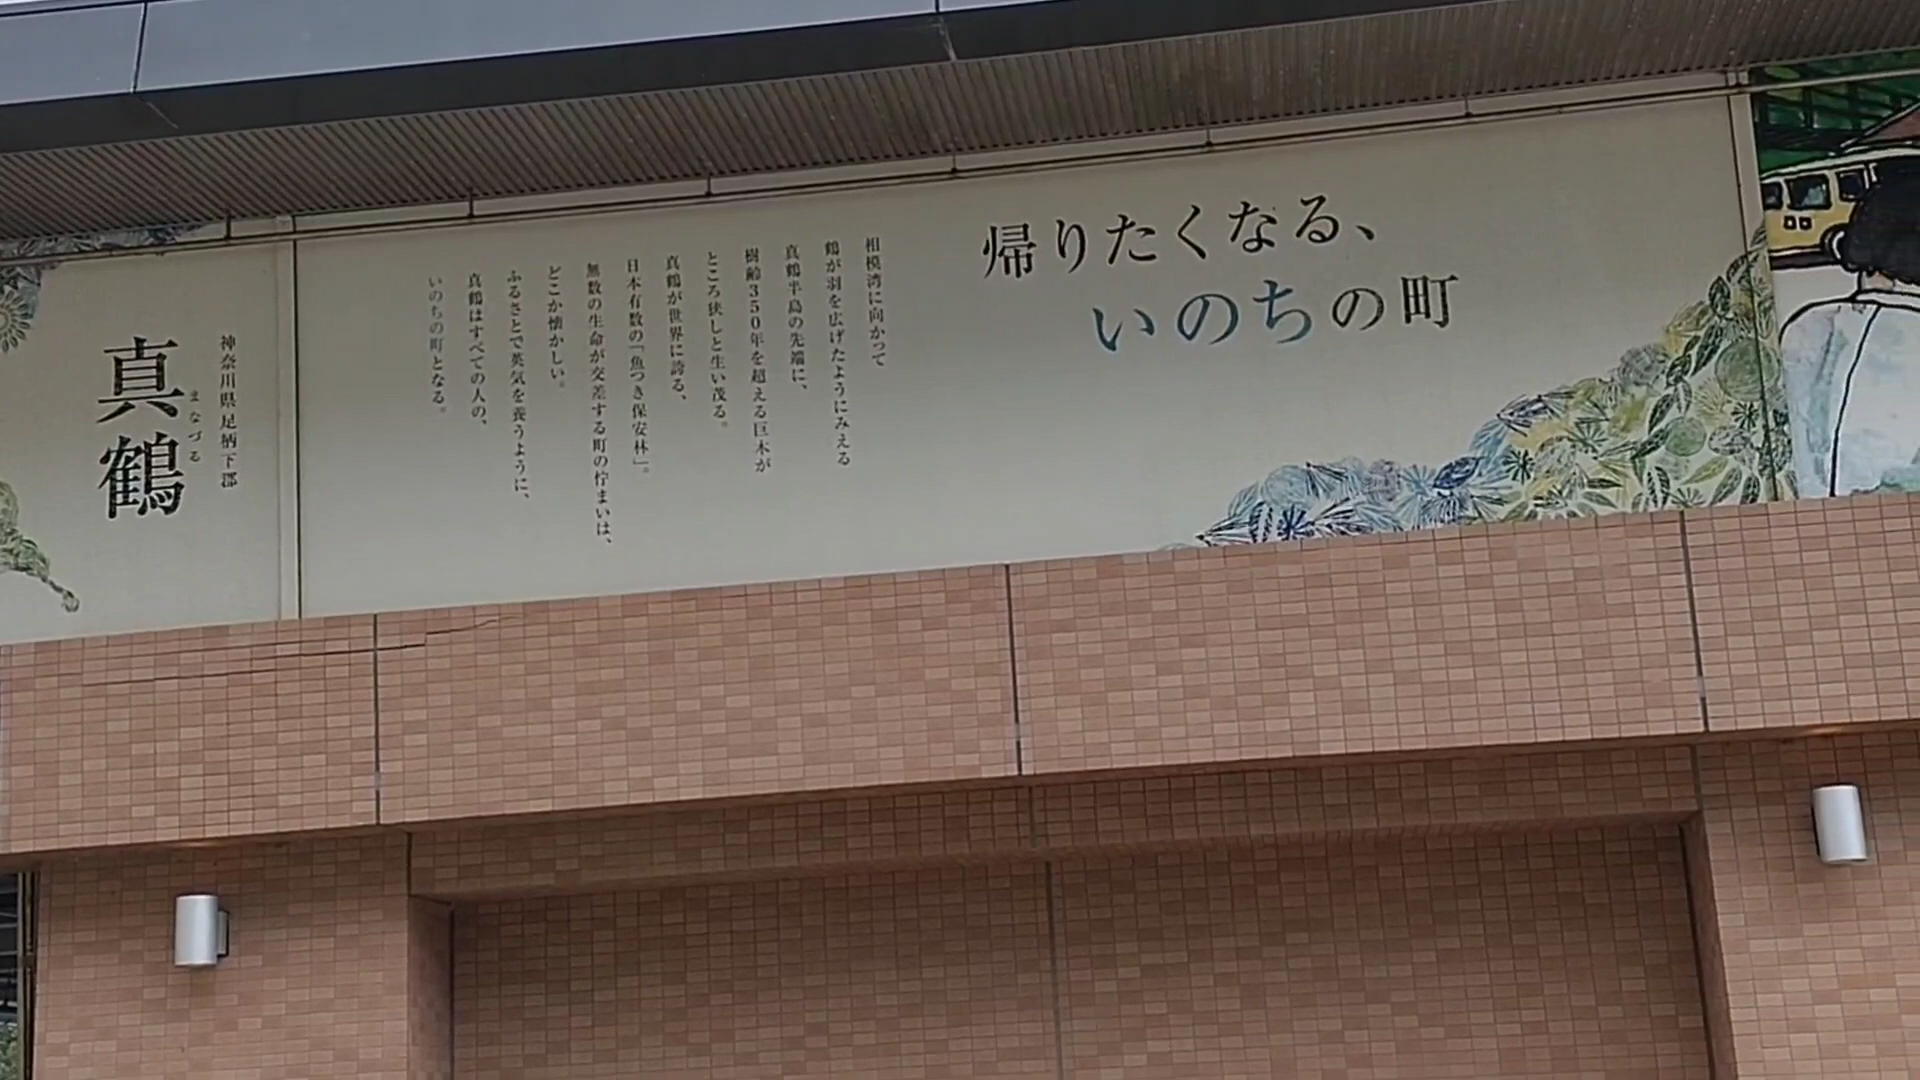 帰りたくなる、
いのちの町
相模湾に向かって
鶴が羽を広げたようにみえる
真鶴半島の先端に、
樹齢350年を超える巨木が
ところ狭しと生い茂る。
真鶴が世界に誇る、
日本有数の「魚つき保安林」。
無数の生命が交差する町の佇まいは、
どこか懐かしい。
ふるさとで英気を養うように、
真鶴はすべての人の、
いのちの町となる。
神奈川県足柄下郡
まなづる
真鶴